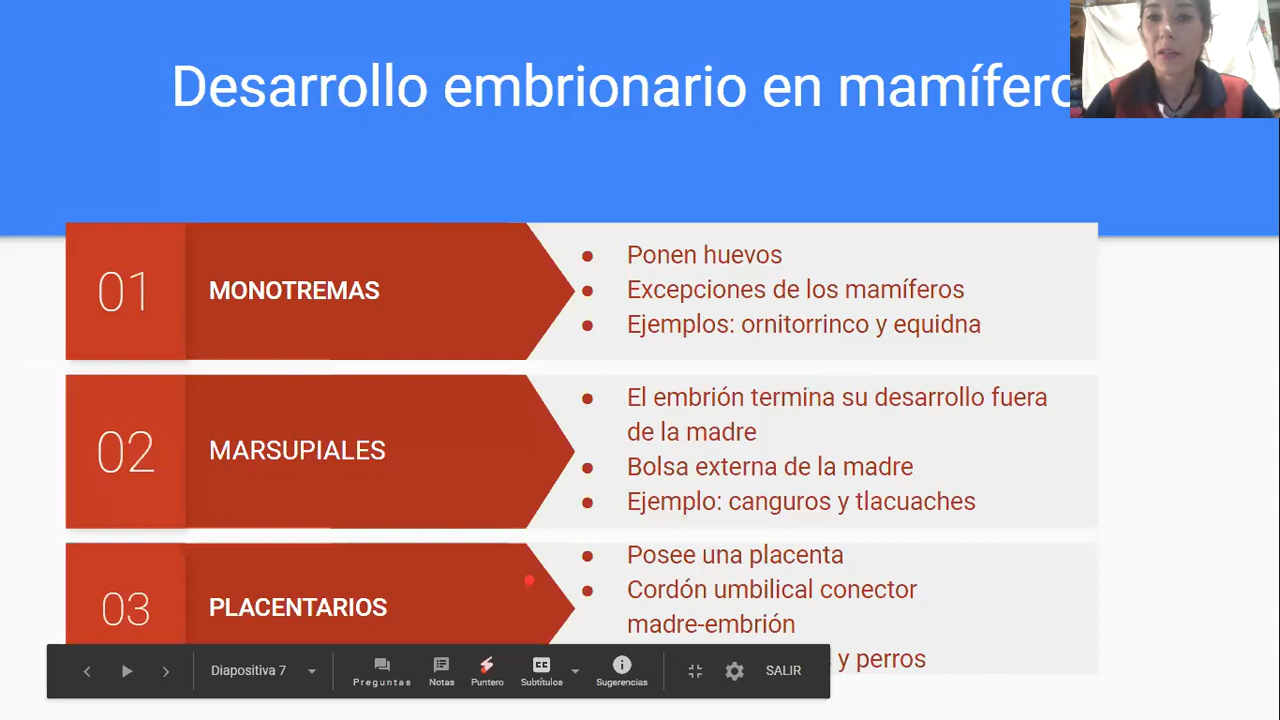 Desarrollo embrionario en mamífero
01
MONOTREMAS
● Ponen huevos
● Excepciones de los mamíferos
● Ejemplos: ornitorrinco y equidna
02
MARSUPIALES
● El embrión termina su desarrollo fuera
de la madre
● Bolsa externa de la madre
● Ejemplo: canguros y tlacuaches
03
PLACENTARIOS
● Posee una placenta
● Cordón umbilical conector
madre-embrión
y perros
Diapositiva 7
Preguntas
Notas
Puntero
CC
Subtítulos
Sugerencias
SALIR